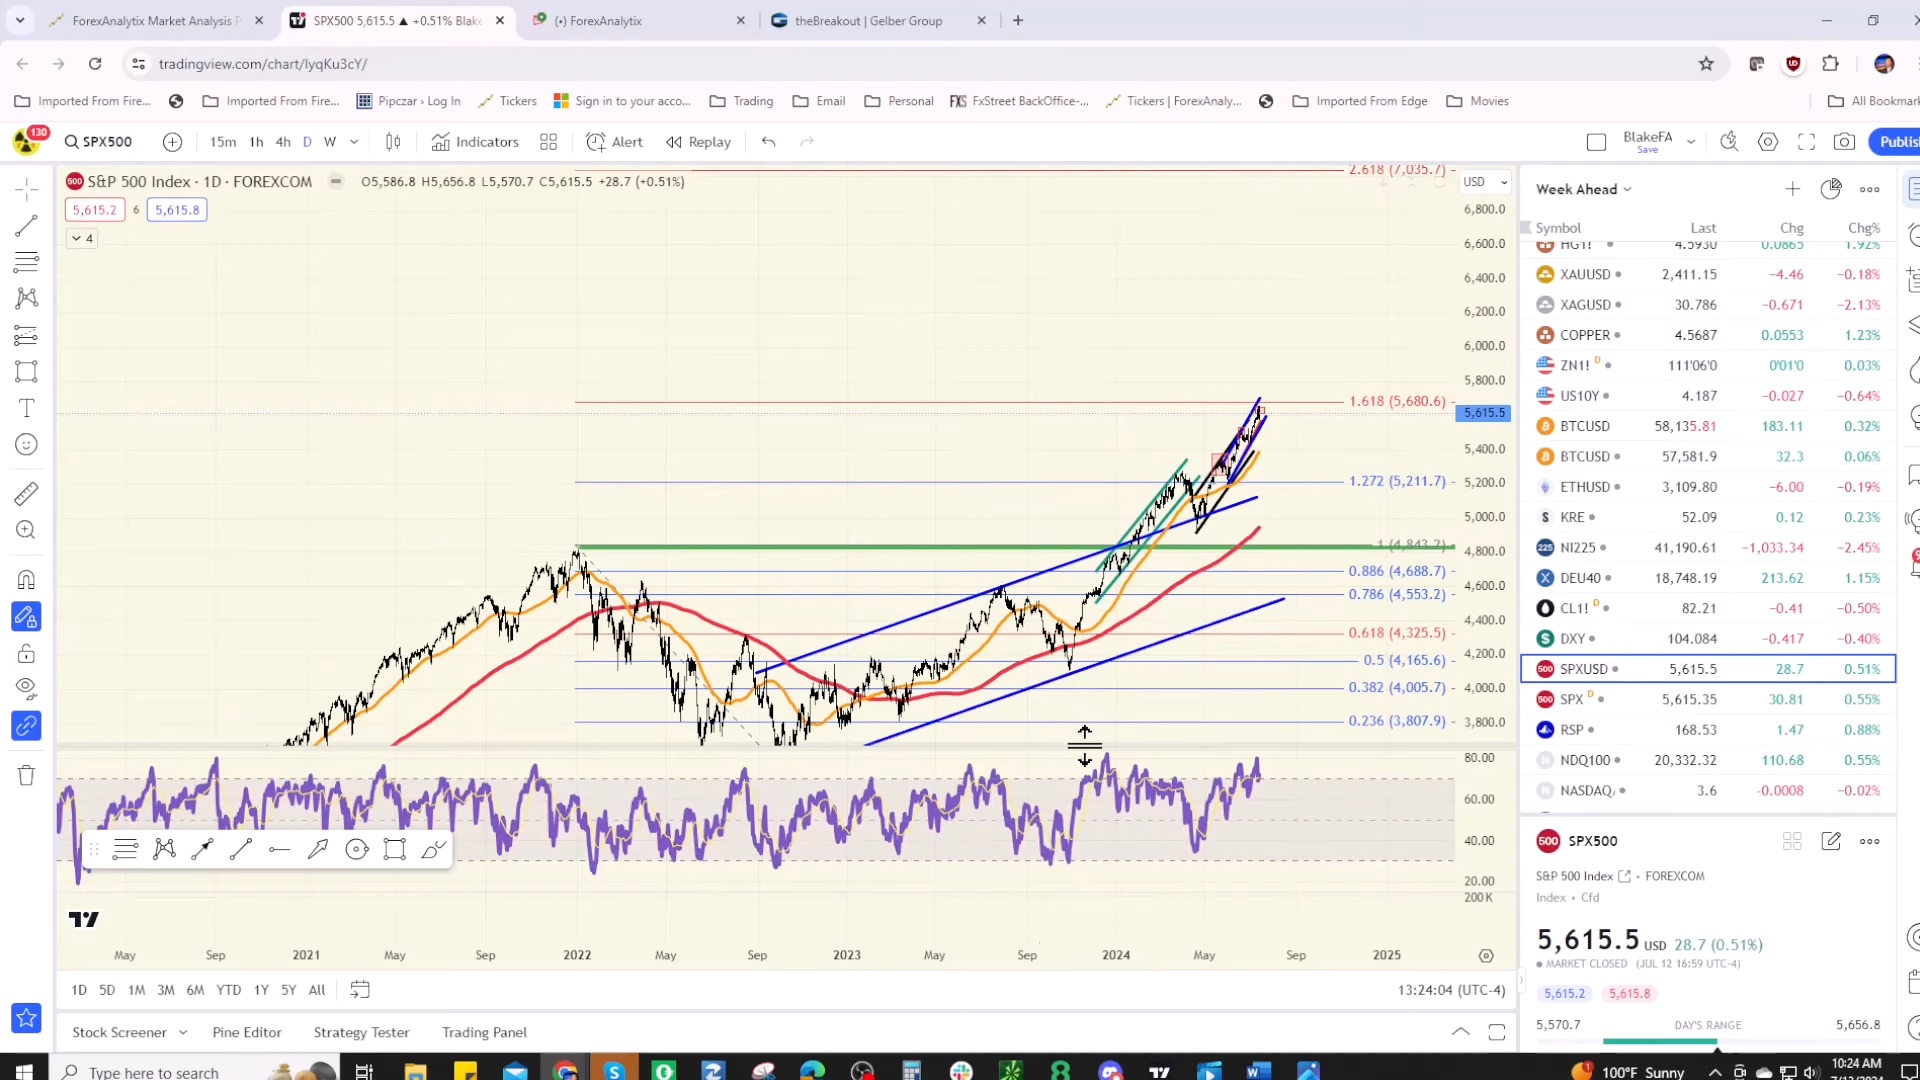 ForexAnalytix Market Analysis
SPX500 5,615.5 ▲ +0.51% Blake
(•) ForexAnalytix
theBreakout | Gelber Group
tradingview.com/chart/lyqKu3cY/
Imported From Fire...
Imported From Fire...
Pipczar › Log In
Tickers
Sign in to your acco...
Trading
Email
Personal
FXS FxStreet BackOffice-...
Tickers | ForexAnaly...
Imported From Edge
Movies
All Bookmar
130
SPX500
15m 1h 4h D W
Indicators
Alert
Replay
BlakeFA
Save
Publis
500 S&P 500 Index · 1D · FOREXCOM
O5,586.8 H5,656.8 L5,570.7 C5,615.5 +28.7 (+0.51%)
5,615.2 6 5,615.8
4
2.618 (7,035.7)
1.618 (5,680.6)
1.272 (5,211.7)
1 (4,843.2)
0.886 (4,688.7)
0.786 (4,553.2)
0.618 (4,325.5)
0.5 (4,165.6)
0.382 (4,005.7)
0.236 (3,807.9)
USD
6,800.0
6,600.0
6,400.0
6,200.0
6,000.0
5,800.0
5,615.5
5,400.0
5,200.0
5,000.0
4,800.0
4,600.0
4,400.0
4,200.0
4,000.0
3,800.0
80.00
60.00
40.00
20.00
200 K
May Sep 2021 May Sep 2022 May Sep 2023 May Sep 2024 May Sep 2025
1D 5D 1M 3M 6M YTD 1Y 5Y All
13:24:04 (UTC-4)
Stock Screener
Pine Editor
Strategy Tester
Trading Panel
Week Ahead
Symbol Last Chg Chg%
HG1! 4.5930 0.0865 1.92%
XAUUSD 2,411.15 −4.46 −0.18%
XAGUSD 30.786 −0.671 −2.13%
COPPER 4.5687 0.0553 1.23%
ZN1! D 111'06'0 0'01'0 0.03%
US10Y 4.187 −0.027 −0.64%
BTCUSD 58,135.81 183.11 0.32%
BTCUSD 57,581.9 32.3 0.06%
ETHUSD 3,109.80 −6.00 −0.19%
KRE 52.09 0.12 0.23%
225 NI225 41,190.61 −1,033.34 −2.45%
DEU40 18,748.19 213.62 1.15%
CL1! D 82.21 −0.41 −0.50%
DXY 104.084 −0.417 −0.40%
500 SPXUSD 5,615.5 28.7 0.51%
500 SPX D 5,615.35 30.81 0.55%
RSP 168.53 1.47 0.88%
NDQ100 20,332.32 110.68 0.55%
NASDAQ 3.6 -0.0008 −0.02%
500 SPX500
S&P 500 Index • FOREXCOM
Index • Cfd
5,615.5 USD 28.7 (0.51%)
MARKET CLOSED (JUL 12 16:59 UTC-4)
5,615.2 5,615.8
5,570.7 DAY'S RANGE 5,656.8
Type here to search
100°F Sunny
10:24 AM